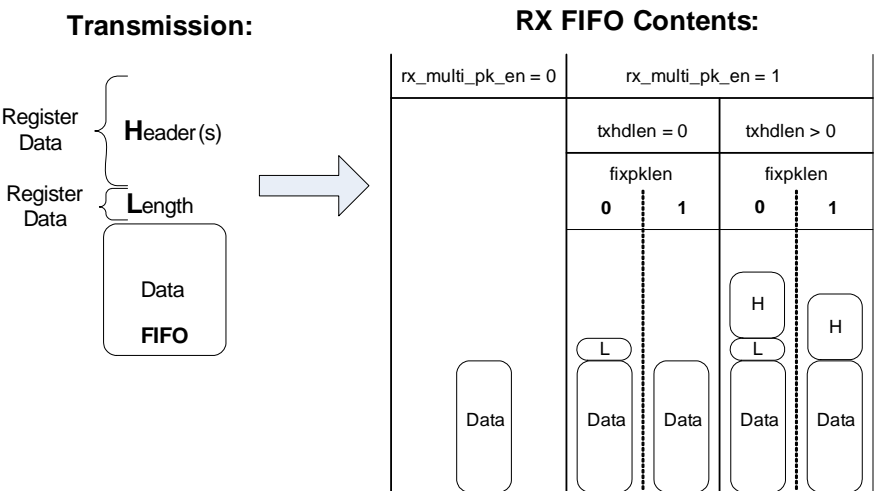 Transmission:
RX FIFO Contents:
Register
Data
Header(s)
Register
Data
Length
Data
FIFO
rx_multi_pk_en = 0
rx_multi_pk_en = 1
txhdlen = 0
txhdlen > 0
fixpklen
fixpklen
0
1
0
1
H
H
L
L
Data
Data
Data
Data
Data